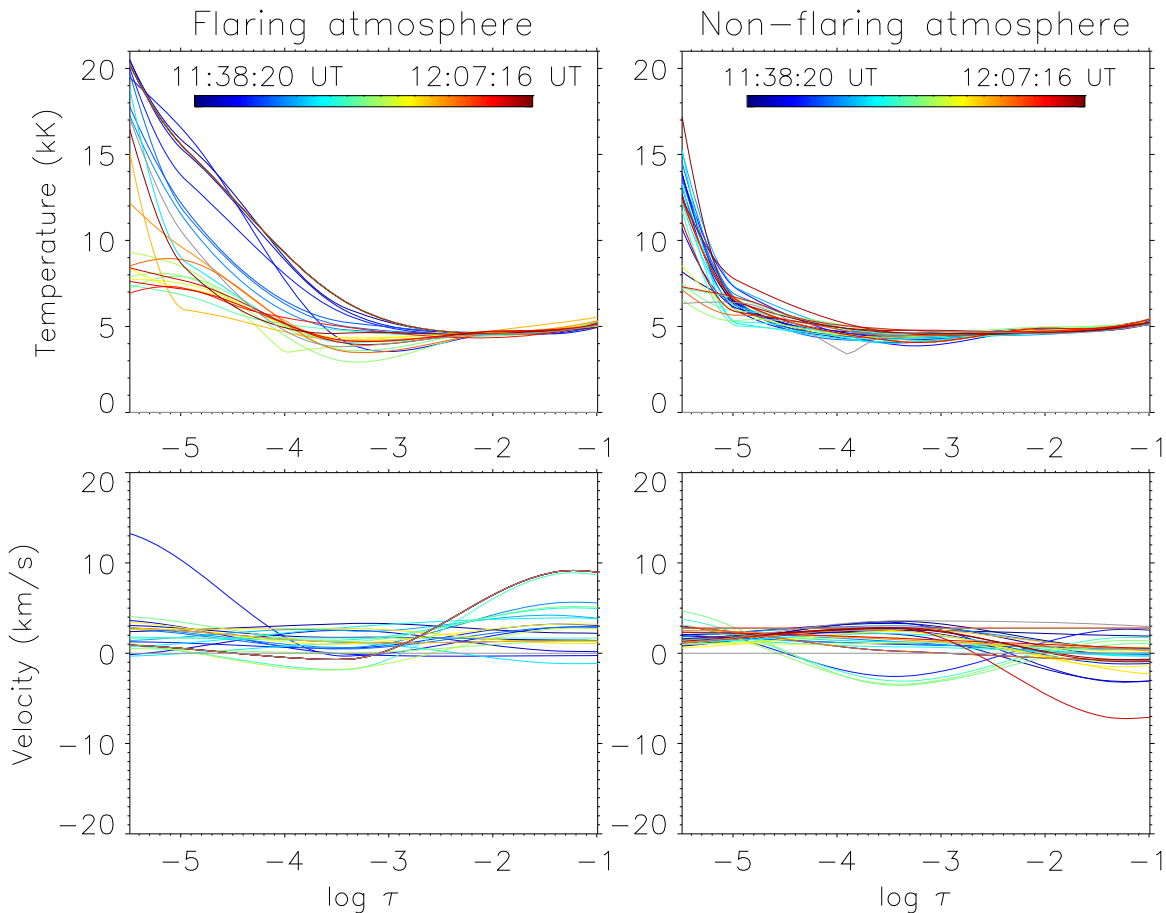 Flaring atmosphere
Non-flaring atmosphere
11:38:20 UT 12:07:16 UT
11:38:20 UT 12:07:16 UT
Temperature (kK)
20
15
10
5
0
20
15
10
5
0
−5 −4 −3 −2 −1
−5 −4 −3 −2 −1
Velocity (km/s)
20
10
0
−10
−20
20
10
0
−10
−20
−5 −4 −3 −2 −1
−5 −4 −3 −2 −1
log τ
log τ